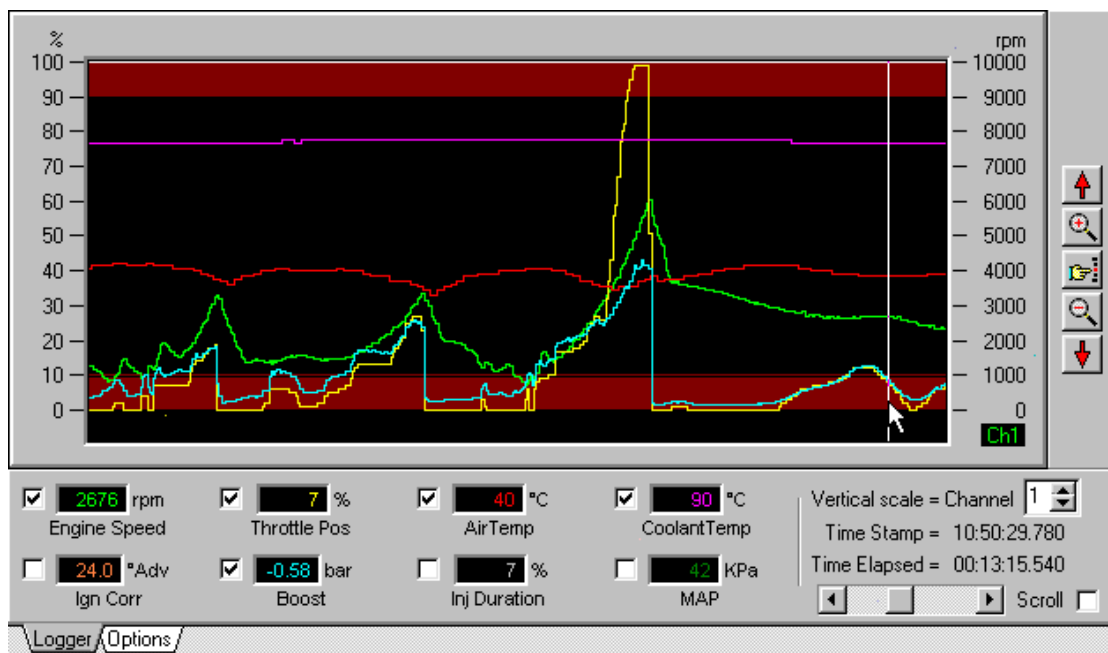 % rpm
100 10000
90 9000
80 8000
70 7000
60 6000
50 5000
40 4000
30 3000
20 2000
10 1000
0 0
Ch1
2676 rpm 7 % 40 °C 90 °C Vertical scale = Channel 1
Engine Speed Throttle Pos AirTemp CoolantTemp Time Stamp = 10:50:29.780
24.0 °Adv -0.58 bar 7 % 42 KPa Time Elapsed = 00:13:15.540
Ign Corr Boost Inj Duration MAP Scroll
Logger Options